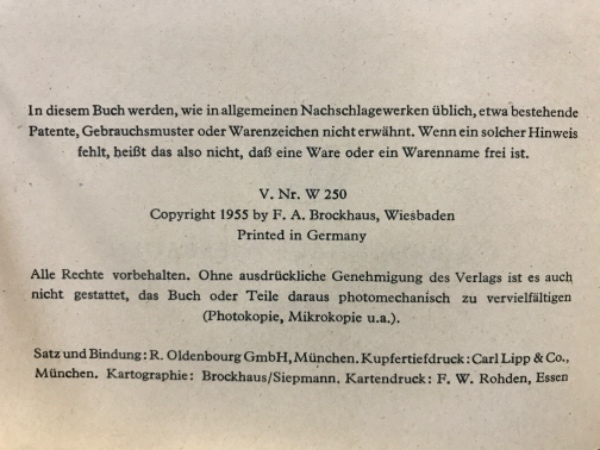 In diesem Buch werden, wie in allgemeinen Nachschlagewerken üblich, etwa bestehende
Patente, Gebrauchsmuster oder Warenzeichen nicht erwähnt. Wenn ein solcher Hinweis
fehlt, heißt das also nicht, daß eine Ware oder ein Warenname frei ist.
V. Nr. W 250
Copyright 1955 by F. A. Brockhaus, Wiesbaden
Printed in Germany
Alle Rechte vorbehalten. Ohne ausdrückliche Genehmigung des Verlags ist es auch
nicht gestattet, das Buch oder Teile daraus photomechanisch zu vervielfältigen
(Photokopie, Mikrokopie u.a.).
Satz und Bindung: R. Oldenbourg GmbH, München. Kupfertiefdruck: Carl Lipp & Co.,
München. Kartographie: Brockhaus/Siepmann. Kartendruck: F. W. Rohden, Essen